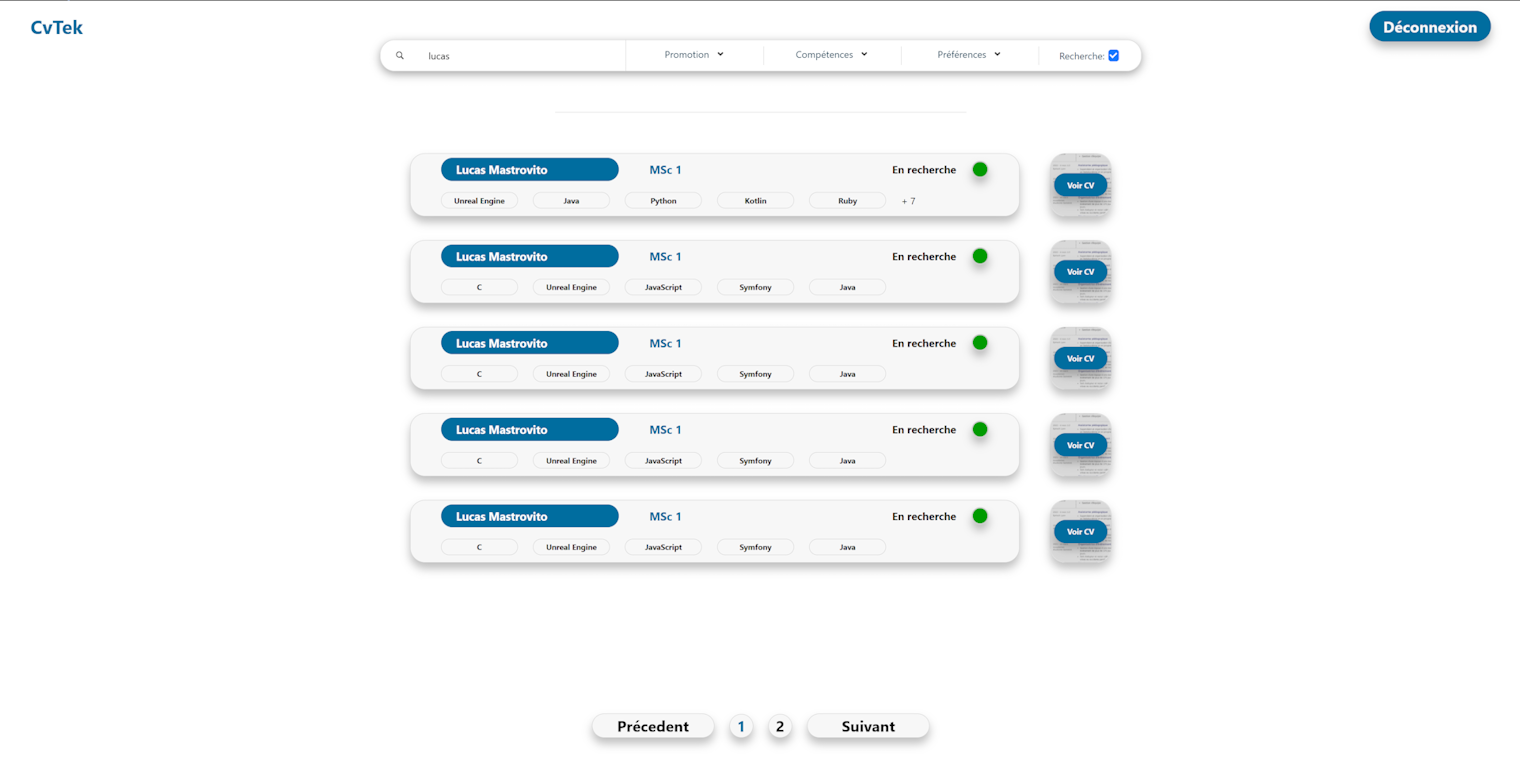 CvTek
Déconnexion
lucas Promotion Compétences Préférences Recherche:
Lucas Mastrovito MSc 1 En recherche
Voir CV
Unreal Engine Java Python Kotlin Ruby + 7
Lucas Mastrovito MSc 1 En recherche
Voir CV
C Unreal Engine JavaScript Symfony Java
Lucas Mastrovito MSc 1 En recherche
Voir CV
C Unreal Engine JavaScript Symfony Java
Lucas Mastrovito MSc 1 En recherche
Voir CV
C Unreal Engine JavaScript Symfony Java
Lucas Mastrovito MSc 1 En recherche
Voir CV
C Unreal Engine JavaScript Symfony Java
Précedent 1 2 Suivant